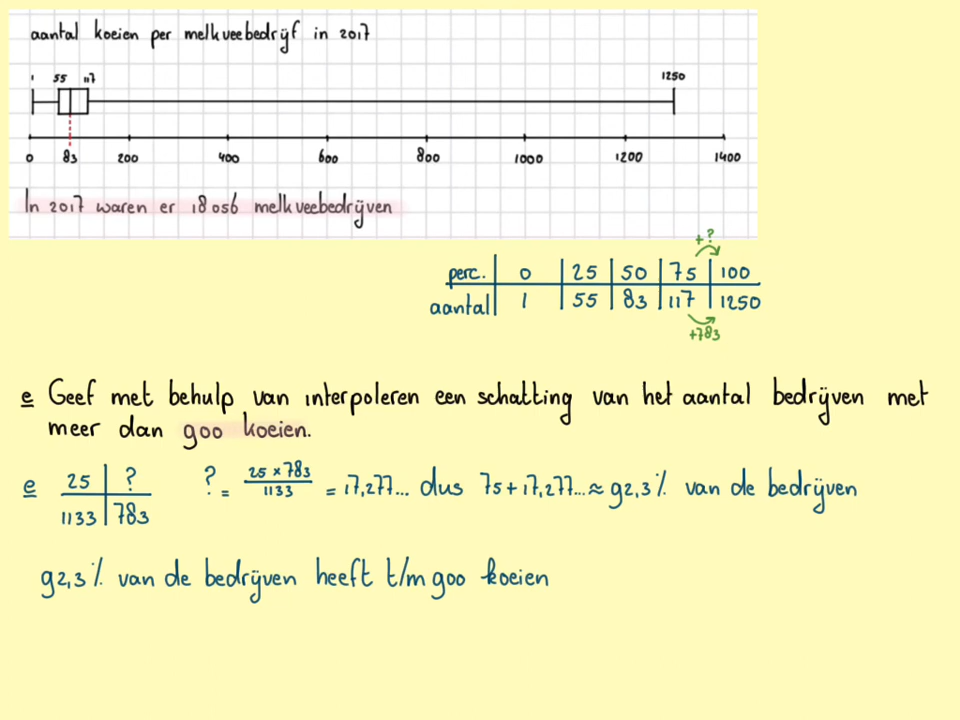 aantal koeien per melkveebedrijf in 2017
1 55 117 1250
0 83 200 400 600 800 1000 1200 1400
In 2017 waren er 18 056 melkveebedrijven
+?
perc. 0 25 50 75 100
aantal 1 55 83 117 1250
+783
e Geef met behulp van interpoleren een schatting van het aantal bedrijven met
meer dan 900 koeien.
e 25 ? ? = 25 × 783 / 1133 = 17,277... dus 75 + 17,277... ≈ 92,3% van de bedrijven
1133 783
92,3% van de bedrijven heeft t/m 900 koeien